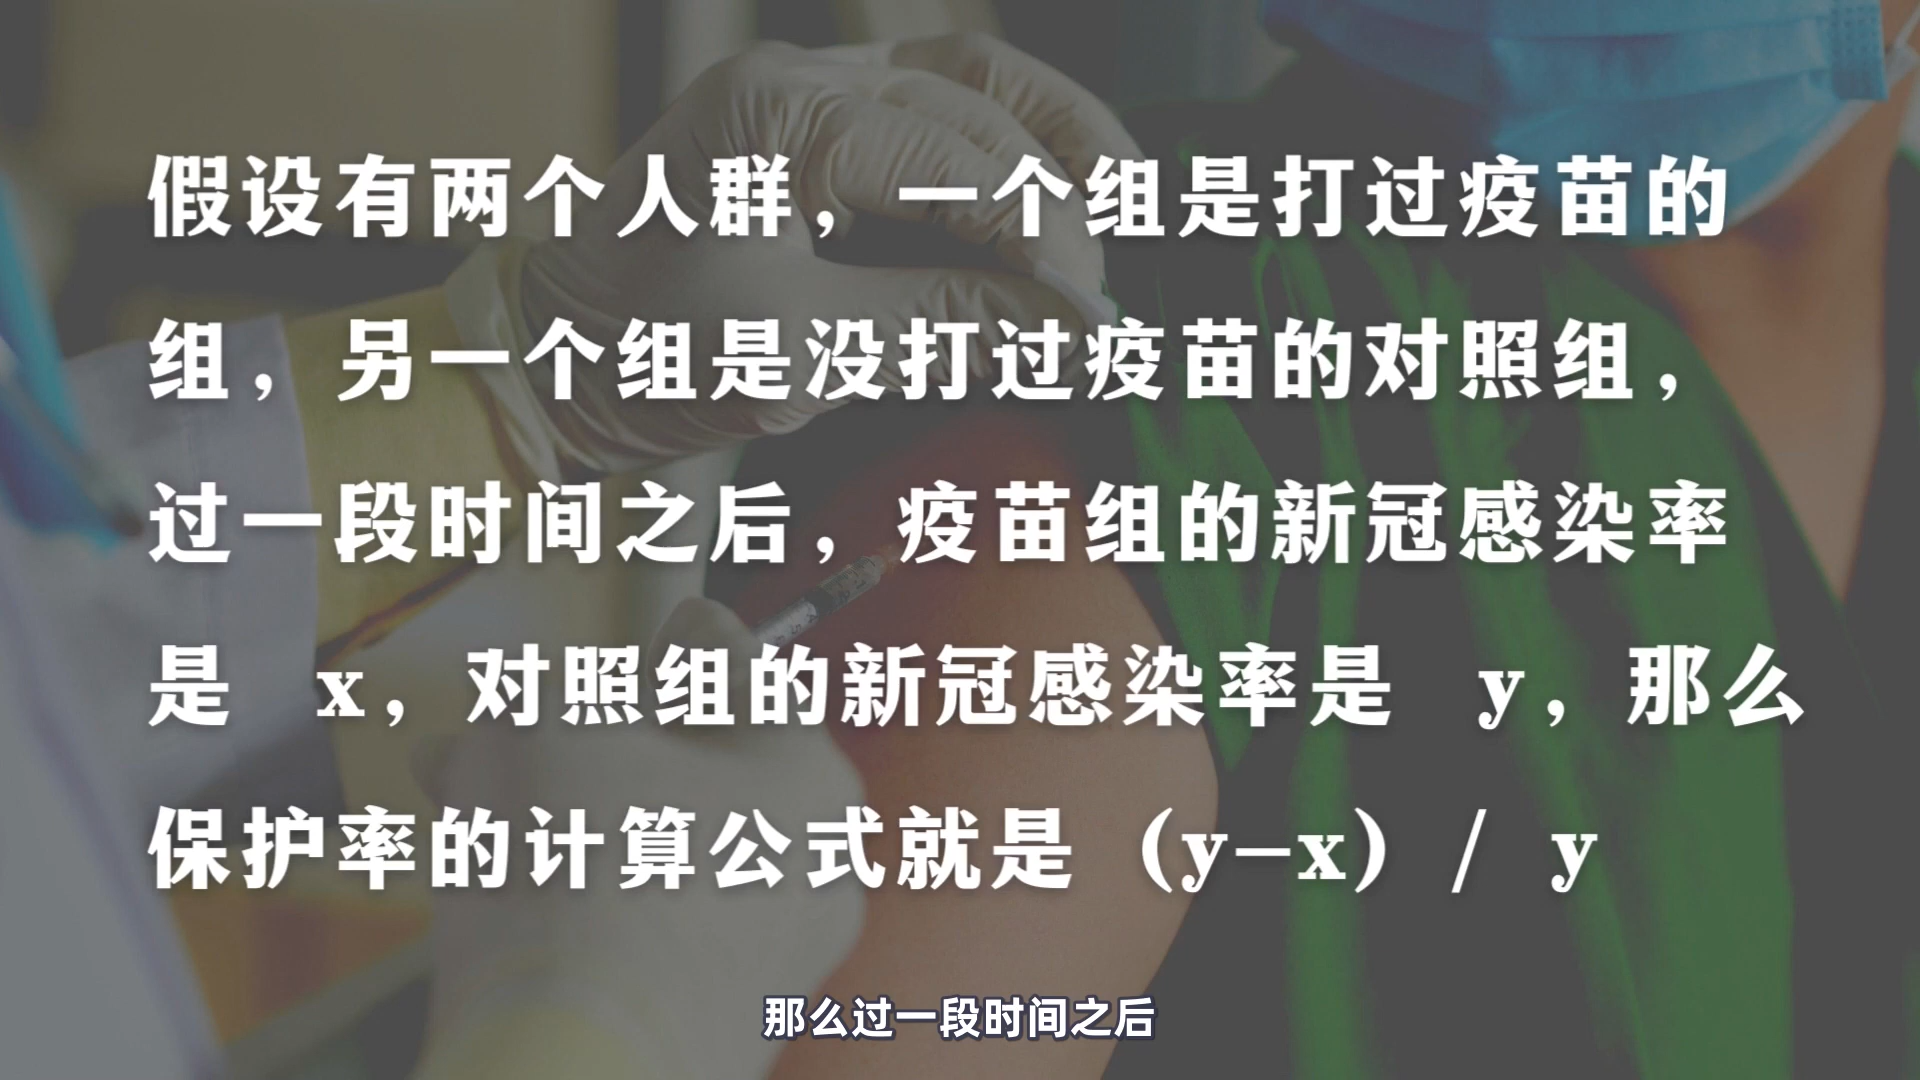 假设有两个人群，一个组是打过疫苗的
组，另一个组是没打过疫苗的对照组，
过一段时间之后，疫苗组的新冠感染率
是 x，对照组的新冠感染率是 y，那么
保护率的计算公式就是（y-x）/ y
那么过一段时间之后